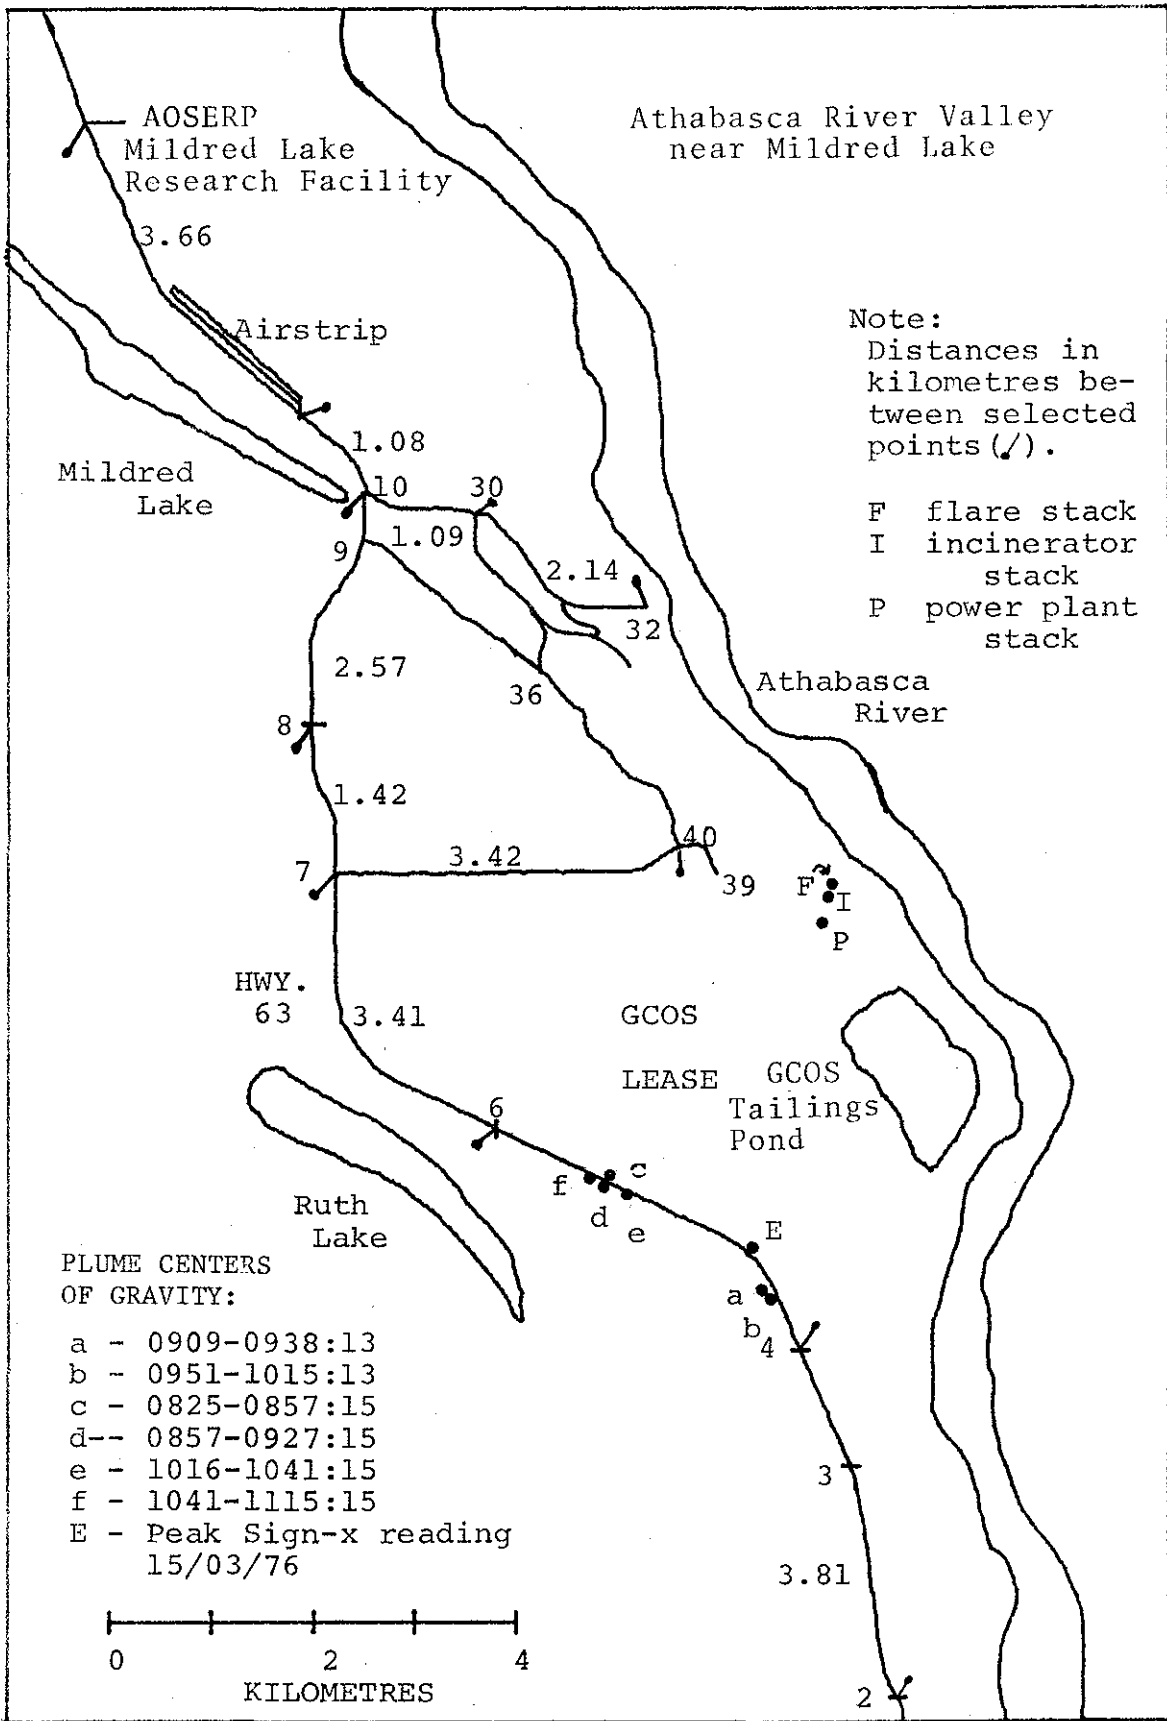 AOSERP
Mildred Lake
Research Facility
Athabasca River Valley
near Mildred Lake
3.66
Airstrip
Note:
Distances in
kilometres be-
tween selected
points (/).
1.08
Mildred
Lake
10
30
F flare stack
I incinerator
stack
P power plant
stack
9
1.09
2.14
32
2.57
36
Athabasca
River
8
1.42
40
7
3.42
39
F
I
P
HWY.
63
3.41
GCOS
LEASE
GCOS
Tailings
Pond
6
c
f
d
e
Ruth
Lake
E
a
b
4
PLUME CENTERS
OF GRAVITY:
a - 0909-0938:13
b - 0951-1015:13
c - 0825-0857:15
d-- 0857-0927:15
e - 1016-1041:15
f - 1041-1115:15
E - Peak Sign-x reading
15/03/76
3
3.81
0 2 4
KILOMETRES
2